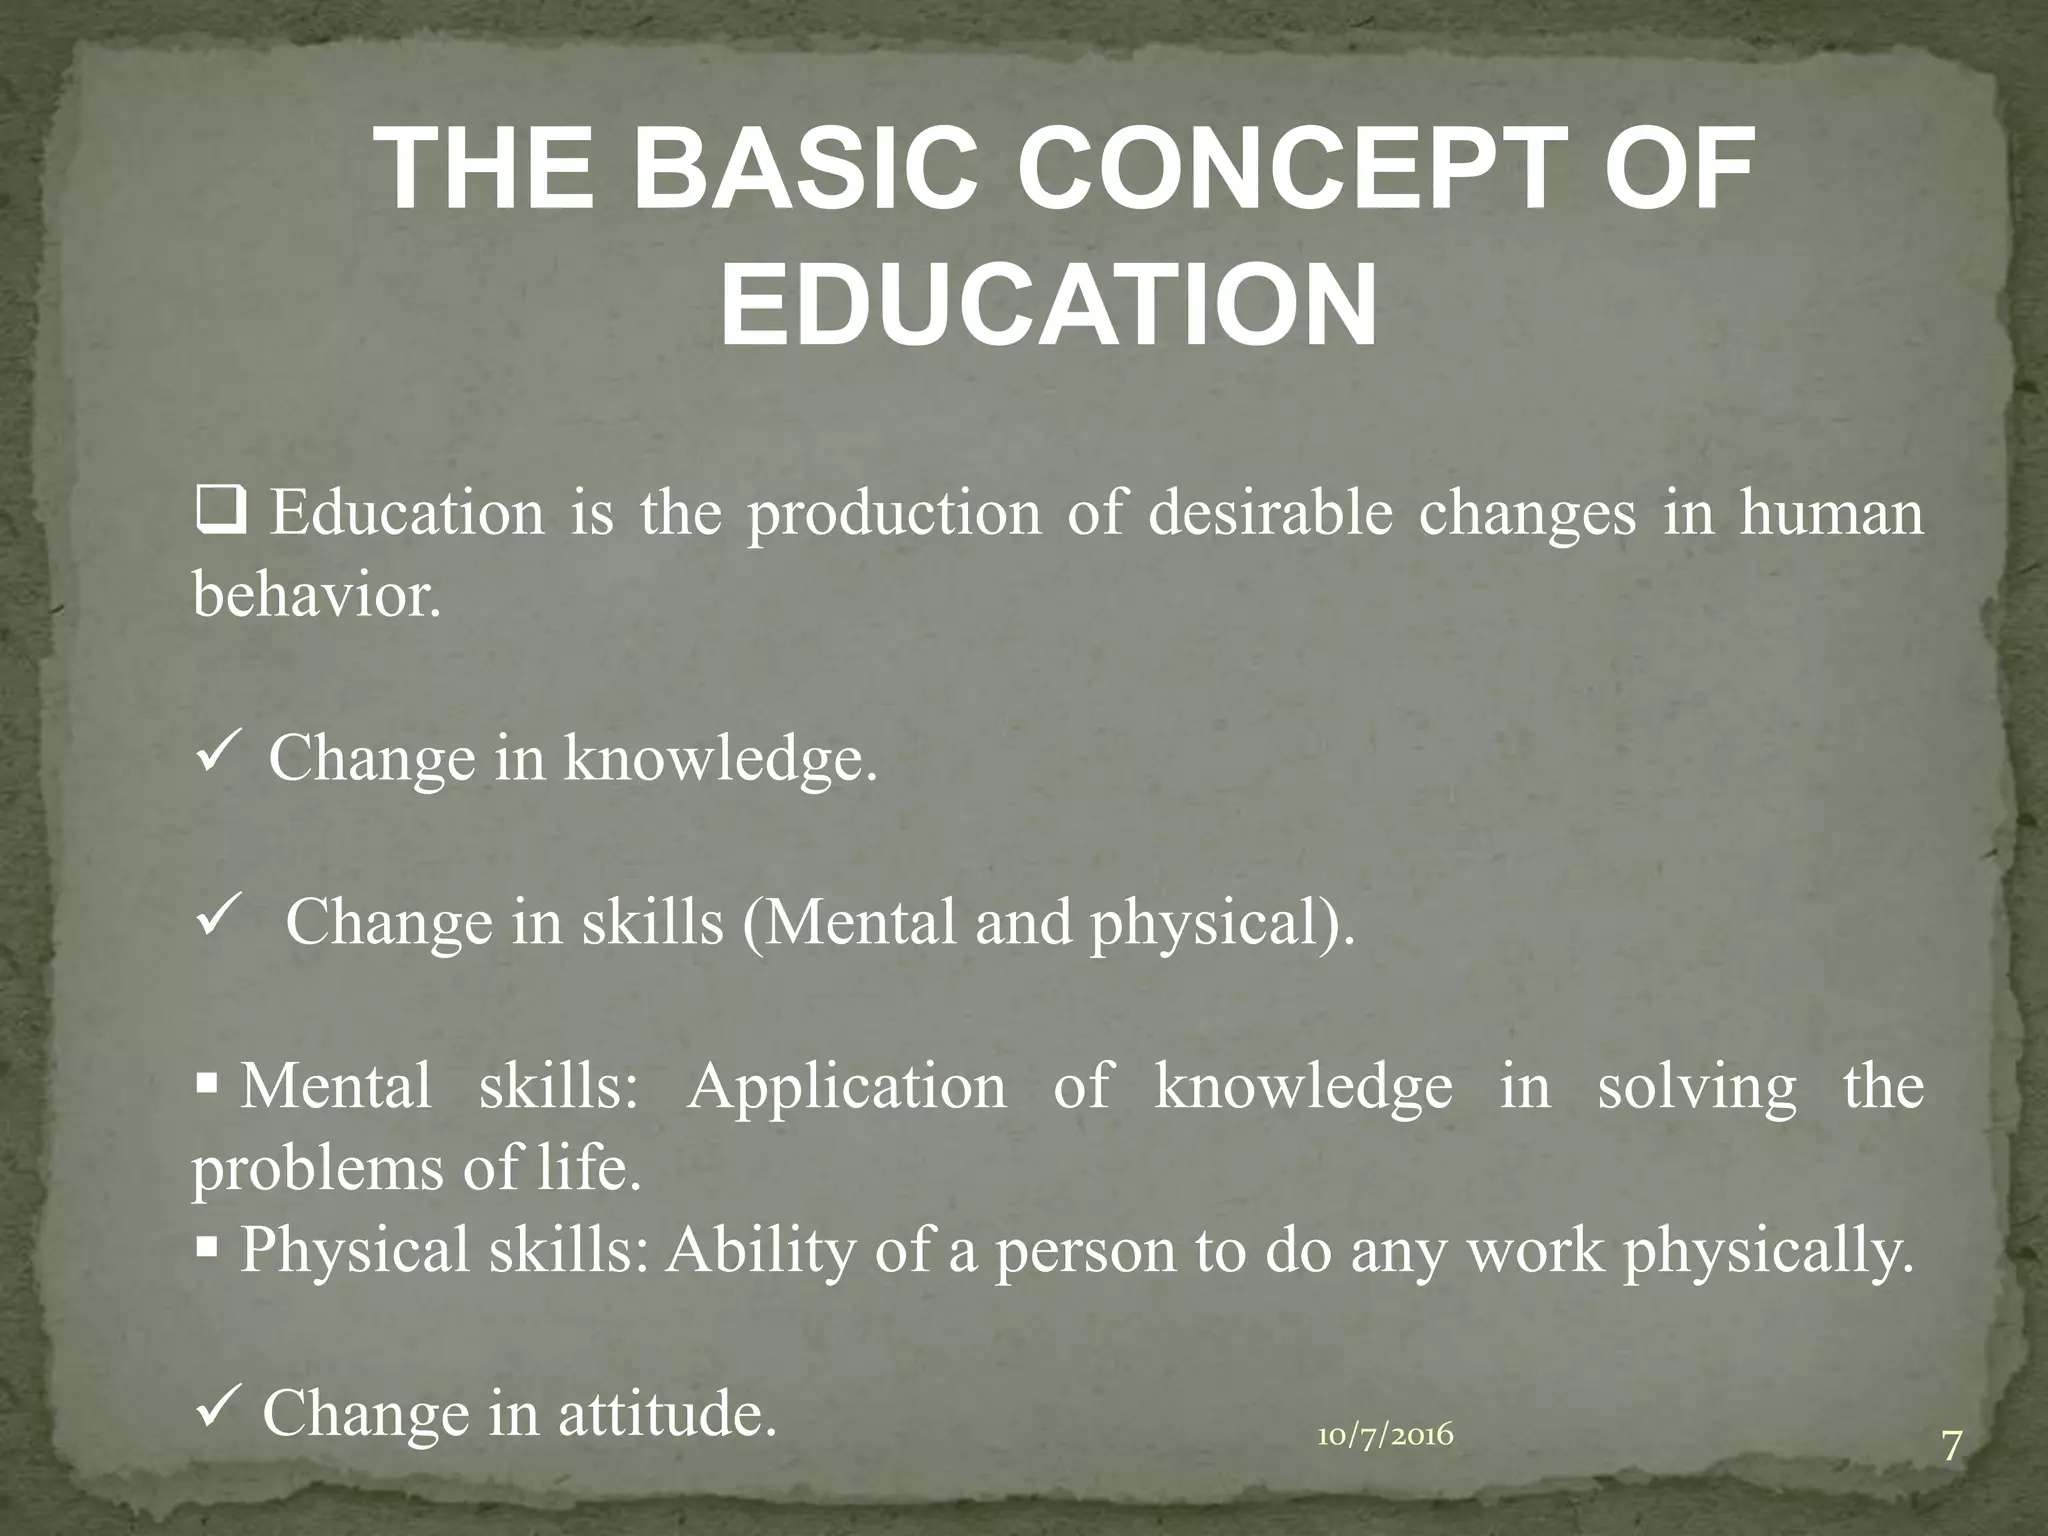 THE BASIC CONCEPT OF
EDUCATION
❑ Education is the production of desirable changes in human
behavior.
✓ Change in knowledge.
✓ Change in skills (Mental and physical).
▪ Mental skills: Application of knowledge in solving the
problems of life.
▪ Physical skills: Ability of a person to do any work physically.
✓ Change in attitude.
10/7/2016
7